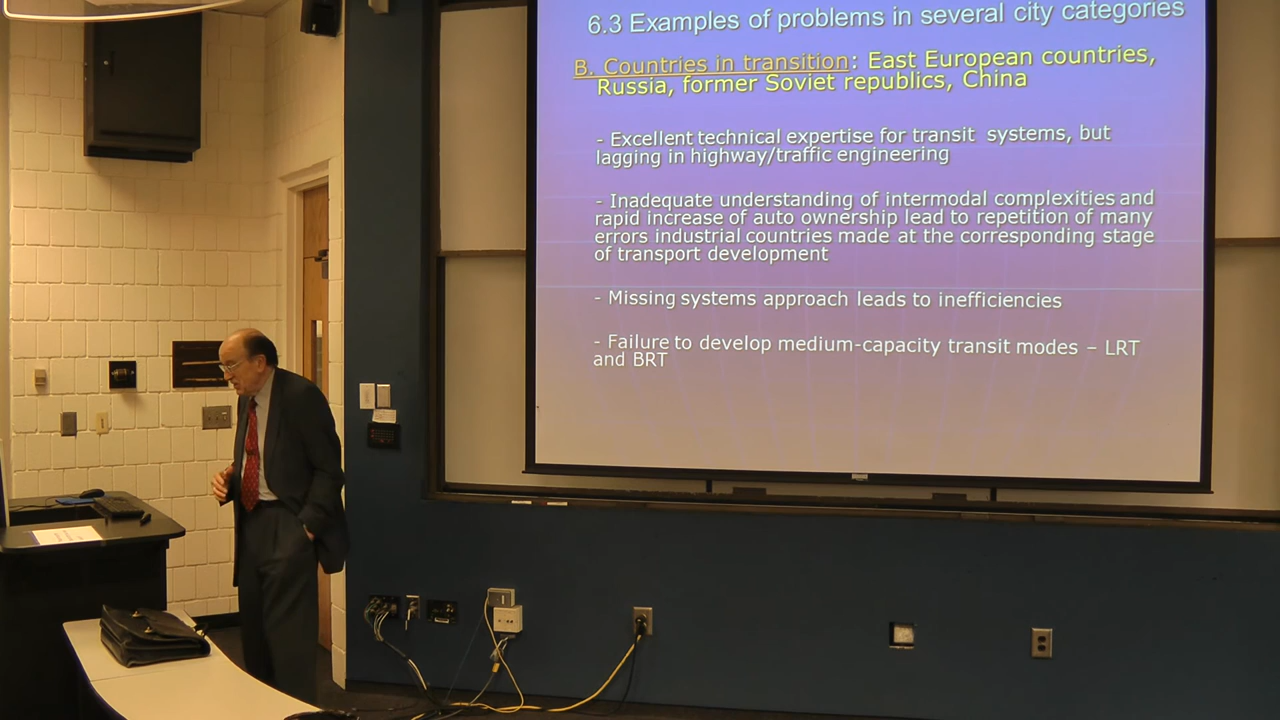 6.3 Examples of problems in several city categories
B. Countries in transition: East European countries,
Russia, former Soviet republics, China
- Excellent technical expertise for transit systems, but
lagging in highway/traffic engineering
- Inadequate understanding of intermodal complexities and
rapid increase of auto ownership lead to repetition of many
errors industrial countries made at the corresponding stage
of transport development
- Missing systems approach leads to inefficiencies
- Failure to develop medium-capacity transit modes – LRT
and BRT